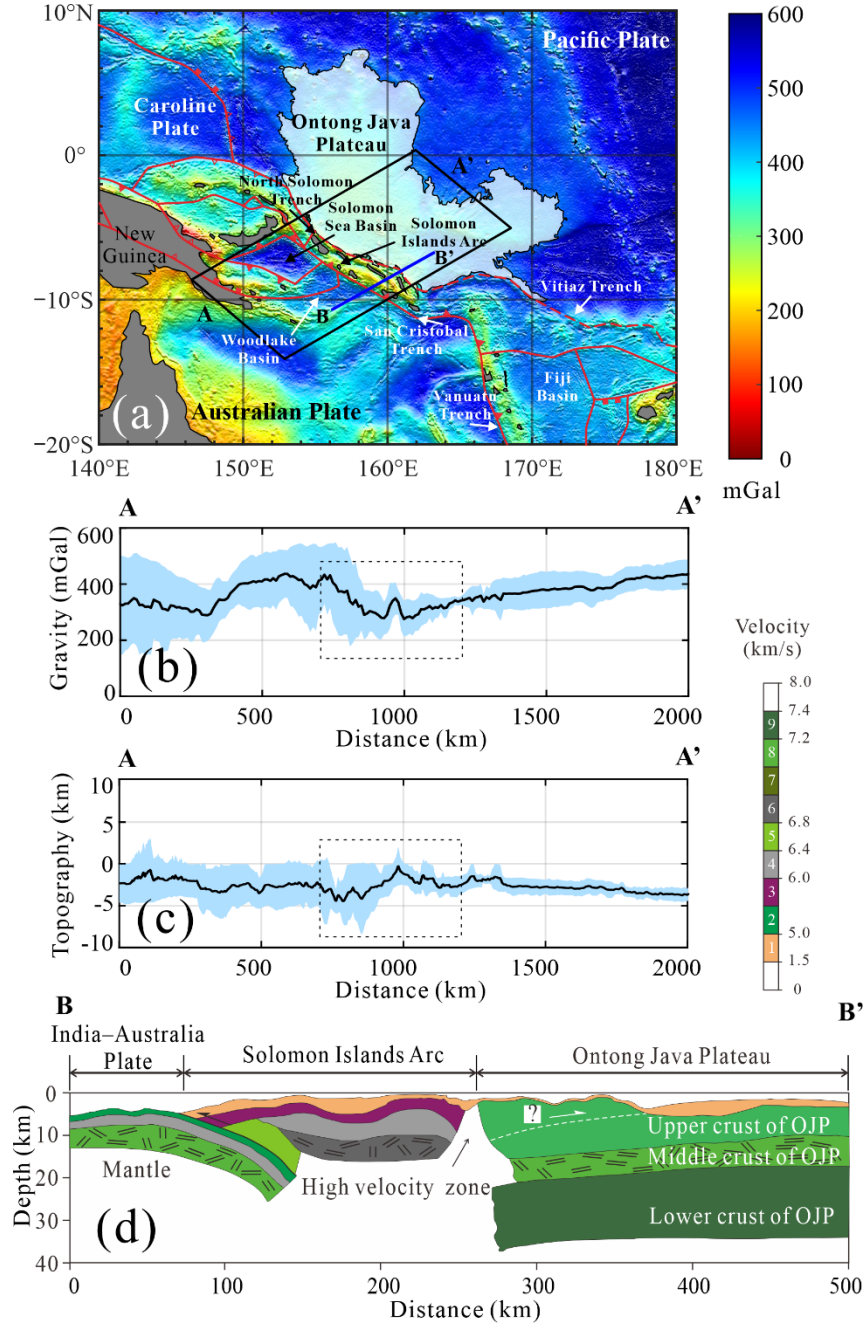 10°N
0°
−10°S
−20°S
140°E
150°E
160°E
170°E
180°E
Pacific Plate
Caroline
Plate
Ontong Java
Plateau
A'
North Solomon
Trench
Solomon
Sea Basin
Solomon
Islands Arc
B'
New
Guinea
A
B
Woodlake
Basin
Vitiaz Trench
San Cristobal
Trench
Fiji
Basin
Vanuatu
Trench
Australian Plate
(a)
600
500
400
300
200
100
0
mGal
A
A'
Gravity (mGal)
600
400
200
0
(b)
0
500
1000
1500
2000
Distance (km)
A
A'
Topography (km)
10
5
0
-5
-10
(c)
0
500
1000
1500
2000
Distance (km)
Velocity
(km/s)
8.0
7.4
7.2
6.8
6.4
6.0
5.0
1.5
0
9
8
7
6
5
4
3
2
1
B
B'
India–Australia
Plate
Solomon Islands Arc
Ontong Java Plateau
Depth (km)
0
10
20
30
40
?
Upper crust of OJP
Middle crust of OJP
Lower crust of OJP
Mantle
High velocity zone
(d)
0
100
200
300
400
500
Distance (km)